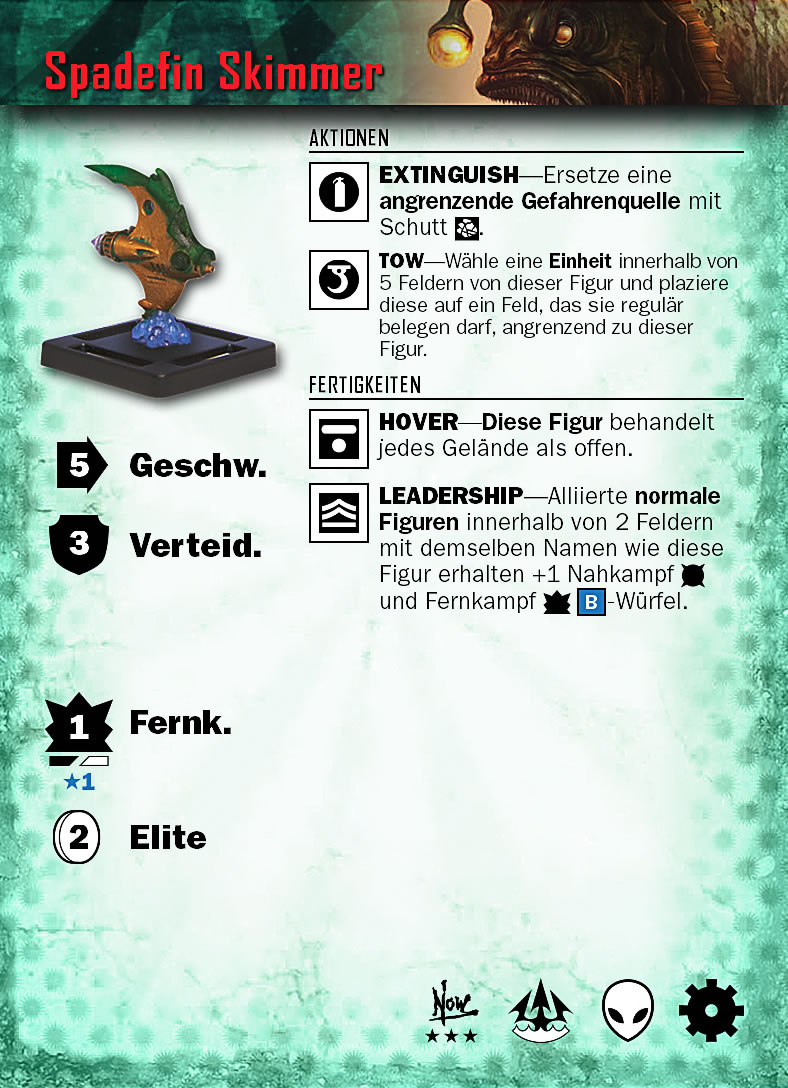 Spadefin Skimmer
AKTIONEN
EXTINGUISH—Ersetze eine
angrenzende Gefahrenquelle mit
Schutt.
TOW—Wähle eine Einheit innerhalb von
5 Feldern von dieser Figur und plaziere
diese auf ein Feld, das sie regulär
belegen darf, angrenzend zu dieser
Figur.
FERTIGKEITEN
HOVER—Diese Figur behandelt
jedes Gelände als offen.
LEADERSHIP—Alliierte normale
Figuren innerhalb von 2 Feldern
mit demselben Namen wie diese
Figur erhalten +1 Nahkampf
und Fernkampf B-Würfel.
5 Geschw.
3 Verteid.
1 Fernk.
★1
2 Elite
Now
★★★